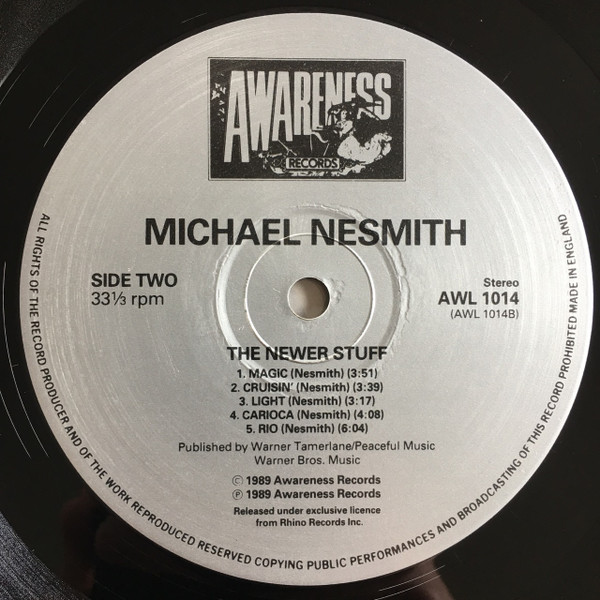 AWARENESS
RECORDS
MICHAEL NESMITH
SIDE TWO
33⅓ rpm
Stereo
AWL 1014
(AWL 1014B)
THE NEWER STUFF
1. MAGIC (Nesmith) (3:51)
2. CRUISIN' (Nesmith) (3:39)
3. LIGHT (Nesmith) (3:17)
4. CARIOCA (Nesmith) (4:08)
5. RIO (Nesmith) (6:04)
Published by Warner Tamerlane/Peaceful Music
Warner Bros. Music
© 1989 Awareness Records
℗ 1989 Awareness Records
Released under exclusive licence
from Rhino Records Inc.
ALL RIGHTS OF THE RECORD PRODUCER AND OF THE WORK REPRODUCED RESERVED COPYING PUBLIC PERFORMANCES AND BROADCASTING OF THIS RECORD PROHIBITED MADE IN ENGLAND